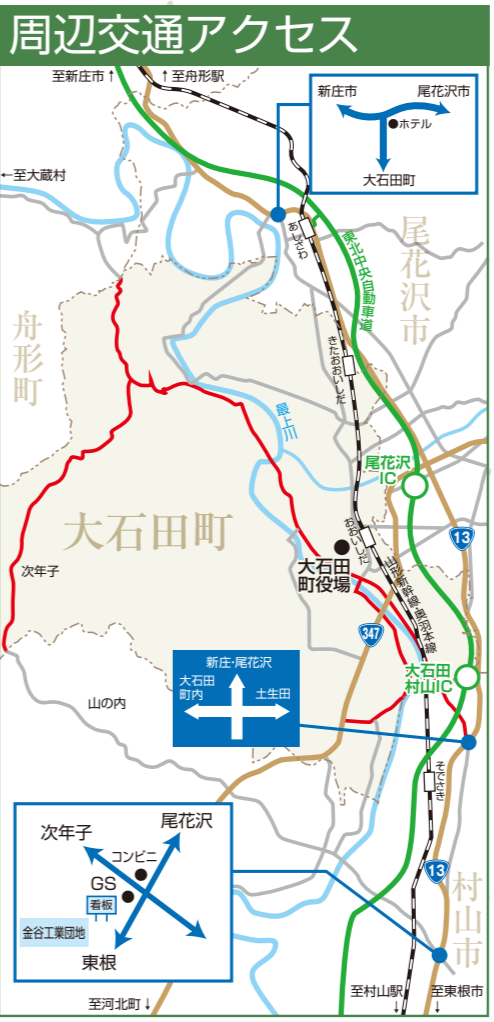 周辺交通アクセス
至新庄市↑
↑至舟形駅
新庄市
尾花沢市
●ホテル
大石田町
←至大蔵村
あしざわ
東北中央自動車道
尾花沢市
舟形町
きたおおいしだ
最上川
尾花沢
IC
大石田町
おおいしだ
13
大石田
町役場
次年子
山形新幹線・奥羽本線
347
新庄・尾花沢
大石田
町内
土生田
大石田
村山IC
山の内
そでさき
次年子
尾花沢
コンビニ
GS
看板
金谷工業団地
東根
13
村山市
至河北町↓
至村山駅
↓
至東根市
↓